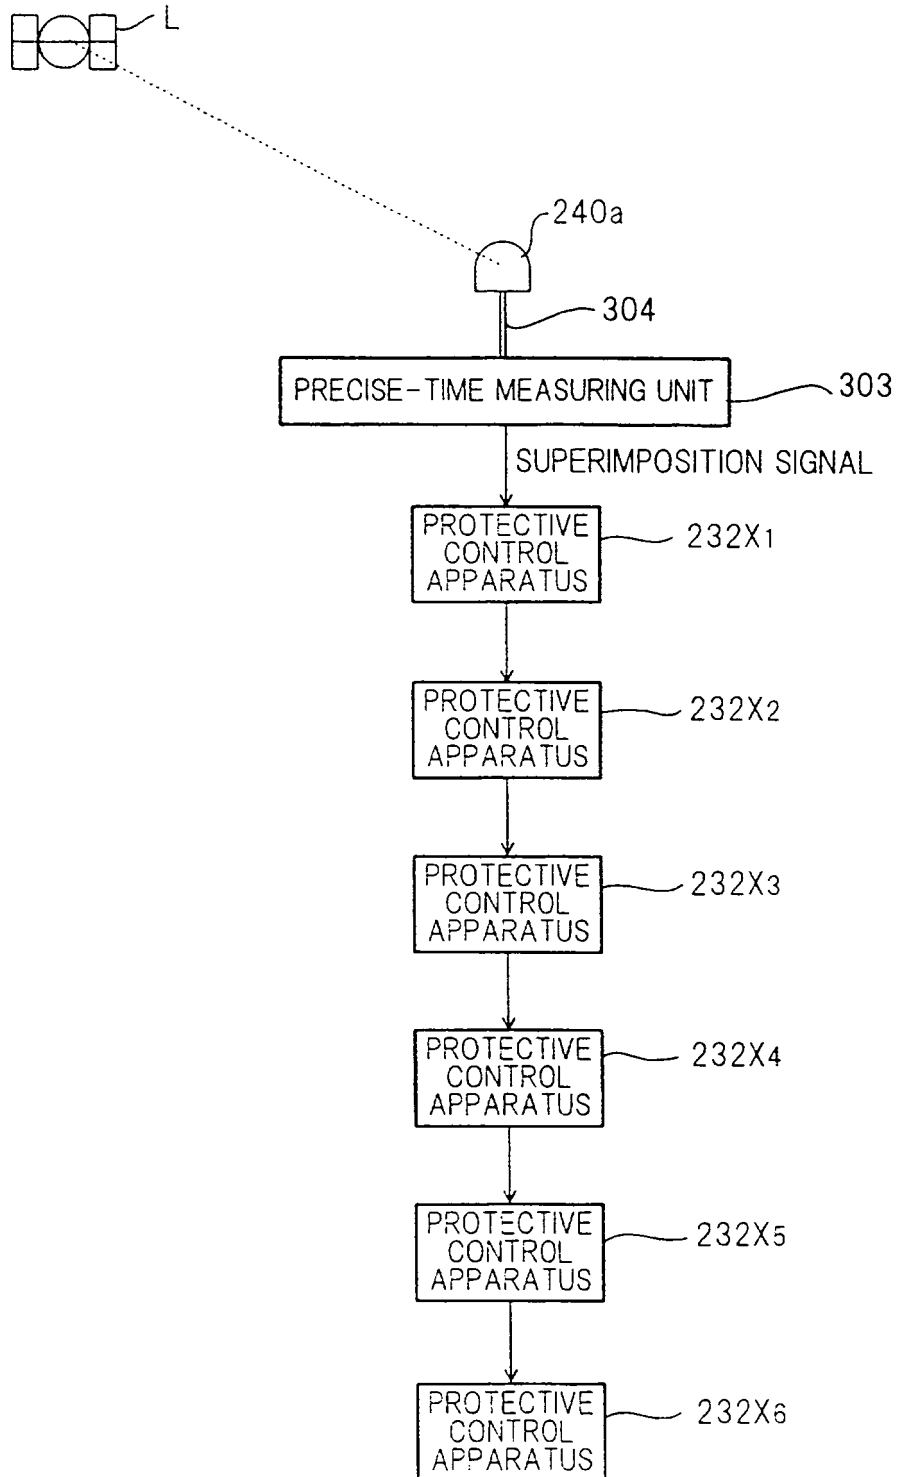 L
240a
304
PRECISE-TIME MEASURING UNIT
303
SUPERIMPOSITION SIGNAL
PROTECTIVE
CONTROL
APPARATUS
232X1
PROTECTIVE
CONTROL
APPARATUS
232X2
PROTECTIVE
CONTROL
APPARATUS
232X3
PROTECTIVE
CONTROL
APPARATUS
232X4
PROTECTIVE
CONTROL
APPARATUS
232X5
PROTECTIVE
CONTROL
APPARATUS
232X6